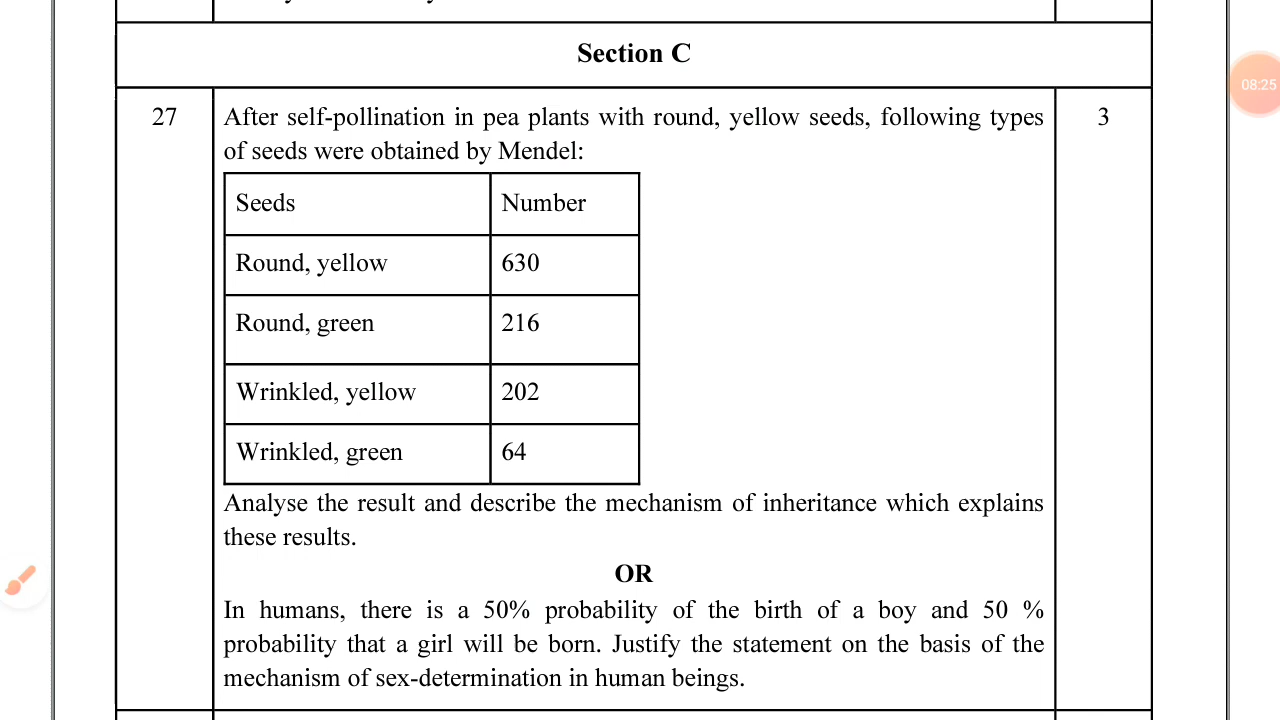 Section C
27 After self-pollination in pea plants with round, yellow seeds, following types 3
of seeds were obtained by Mendel:
Seeds Number
Round, yellow 630
Round, green 216
Wrinkled, yellow 202
Wrinkled, green 64
Analyse the result and describe the mechanism of inheritance which explains
these results.
OR
In humans, there is a 50% probability of the birth of a boy and 50 %
probability that a girl will be born. Justify the statement on the basis of the
mechanism of sex-determination in human beings.
08:25